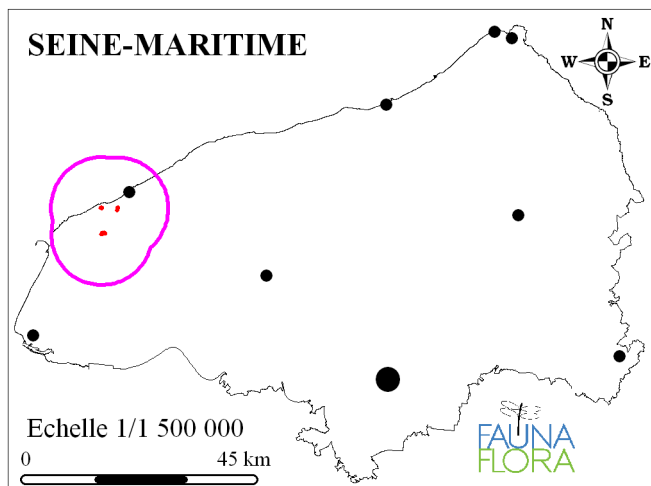 SEINE-MARITIME
N
W E
S
Echelle 1/1 500 000
0 45 km
FAUNA
FLORA